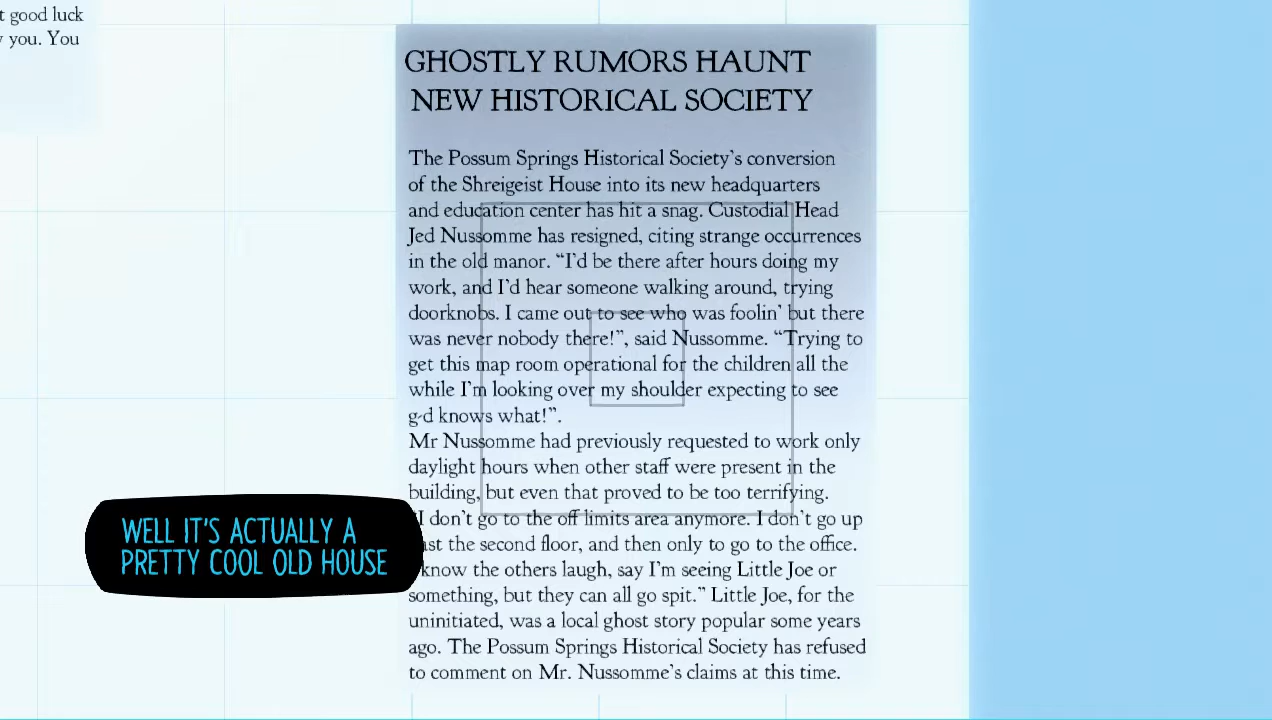 t good luck
you. You
GHOSTLY RUMORS HAUNT
NEW HISTORICAL SOCIETY
The Possum Springs Historical Society's conversion
of the Shreigeist House into its new headquarters
and education center has hit a snag. Custodial Head
Jed Nussomme has resigned, citing strange occurrences
in the old manor. “I'd be there after hours doing my
work, and I'd hear someone walking around, trying
doorknobs. I came out to see who was foolin' but there
was never nobody there!”, said Nussomme. “Trying to
get this map room operational for the children all the
while I'm looking over my shoulder expecting to see
g-d knows what!”.
Mr Nussomme had previously requested to work only
daylight hours when other staff were present in the
building, but even that proved to be too terrifying.
I don't go to the off limits area anymore. I don't go up
the second floor, and then only to go to the office.
know the others laugh, say I'm seeing Little Joe or
something, but they can all go spit.” Little Joe, for the
uninitiated, was a local ghost story popular some years
ago. The Possum Springs Historical Society has refused
to comment on Mr. Nussomme's claims at this time.
WELL IT'S ACTUALLY A
PRETTY COOL OLD HOUSE